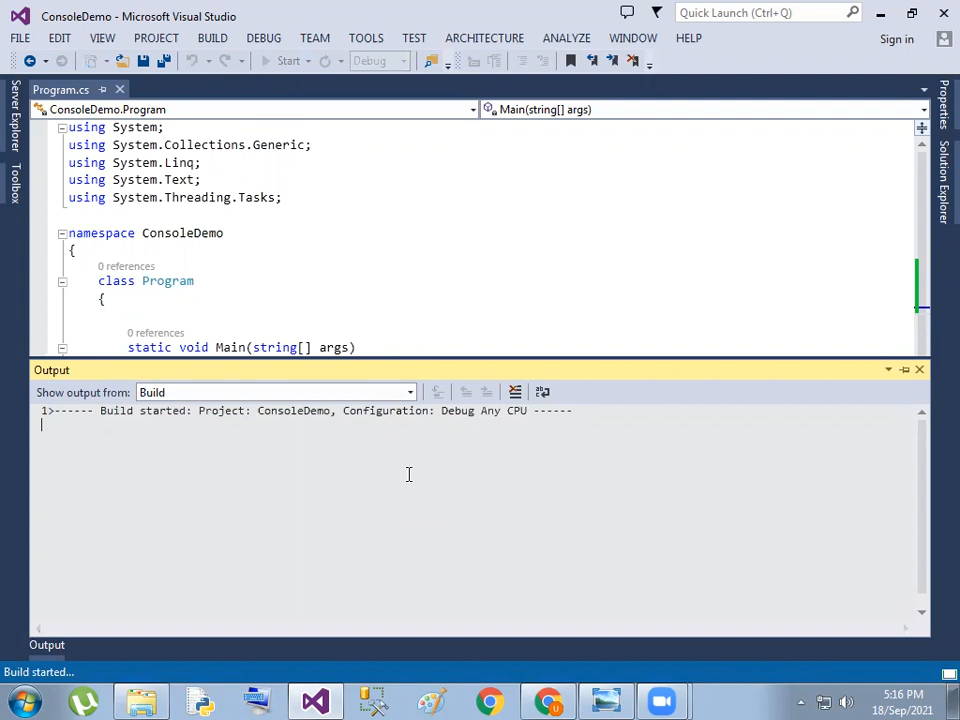 ConsoleDemo - Microsoft Visual Studio
Quick Launch (Ctrl+Q)
FILE EDIT VIEW PROJECT BUILD DEBUG TEAM TOOLS TEST ARCHITECTURE ANALYZE WINDOW HELP
Sign in
Start
Debug
Server Explorer
Toolbox
Program.cs
ConsoleDemo.Program
Main(string[] args)
using System;
using System.Collections.Generic;
using System.Linq;
using System.Text;
using System.Threading.Tasks;
namespace ConsoleDemo
{
0 references
class Program
{
0 references
static void Main(string[] args)
Properties
Solution Explorer
Output
Show output from: Build
1>------ Build started: Project: ConsoleDemo, Configuration: Debug Any CPU ------
Output
Build started...
5:16 PM
18/Sep/2021